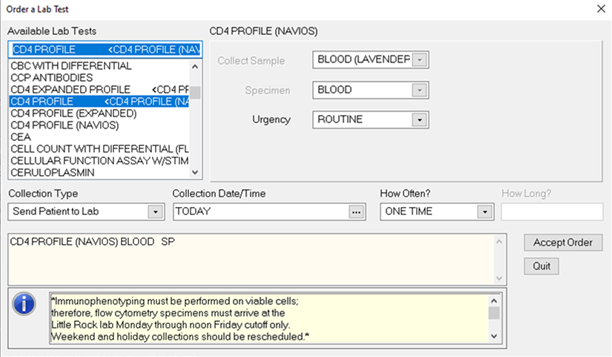 Order a Lab Test
Available Lab Tests
CD4 PROFILE <CD4 PROFILE (NAV
CBC WITH DIFFERENTIAL
CCP ANTIBODIES
CD4 EXPANDED PROFILE <CD4 PF
CD4 PROFILE <CD4 PROFILE (NA
CD4 PROFILE (EXPANDED)
CD4 PROFILE (NAVIOS)
CEA
CELL COUNT WITH DIFFERENTIAL (FL
CELLULAR FUNCTION ASSAY W/STIM
CERULOPLASMIN
CD4 PROFILE (NAVIOS)
Collect Sample BLOOD (LAVENDER
Specimen BLOOD
Urgency ROUTINE
Collection Type Collection Date/Time How Often? How Long?
Send Patient to Lab TODAY ... ONE TIME
CD4 PROFILE (NAVIOS) BLOOD SP
Accept Order
Quit
*Immunophenotyping must be performed on viable cells;
therefore, flow cytometry specimens must arrive at the
Little Rock lab Monday through noon Friday cutoff only.
Weekend and holiday collections should be rescheduled.*